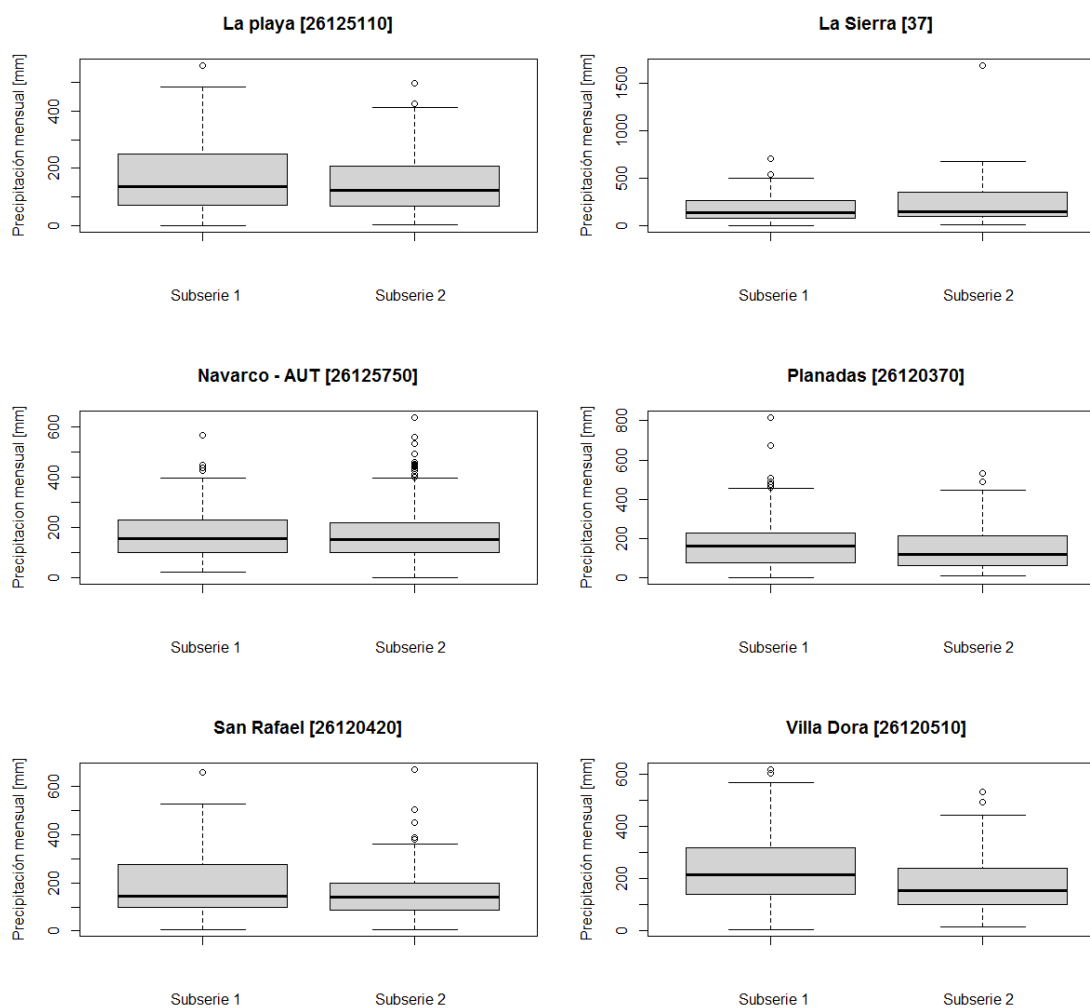 La playa [26125110]
Precipitación mensual [mm]
0 200 400
Subserie 1 Subserie 2
La Sierra [37]
Precipitación mensual [mm]
0 500 1000 1500
Subserie 1 Subserie 2
Navarco - AUT [26125750]
Precipitacion mensual [mm]
0 200 400 600
Subserie 1 Subserie 2
Planadas [26120370]
Precipitación mensual [mm]
0 200 400 600 800
Subserie 1 Subserie 2
San Rafael [26120420]
Precipitación mensual [mm]
0 200 400 600
Subserie 1 Subserie 2
Villa Dora [26120510]
Precipitación mensual [mm]
0 200 400 600
Subserie 1 Subserie 2